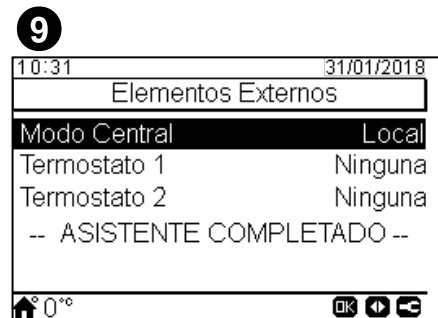 9
10:31 31/01/2018
Elementos Externos
Modo Central Local
Termostato 1 Ninguna
Termostato 2 Ninguna
-- ASISTENTE COMPLETADO --
0°° OK